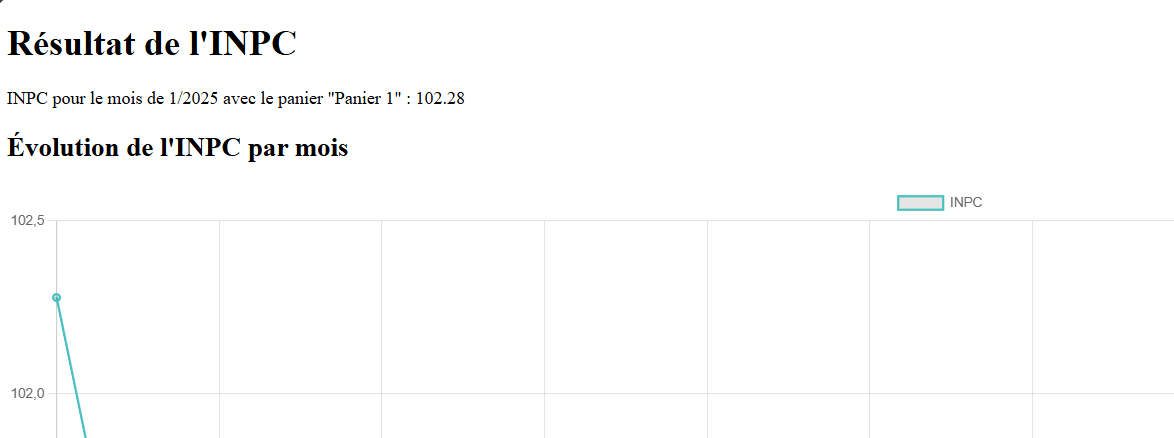 Résultat de l'INPC
INPC pour le mois de 1/2025 avec le panier "Panier 1" : 102.28
Évolution de l'INPC par mois
INPC
102,5
102,0